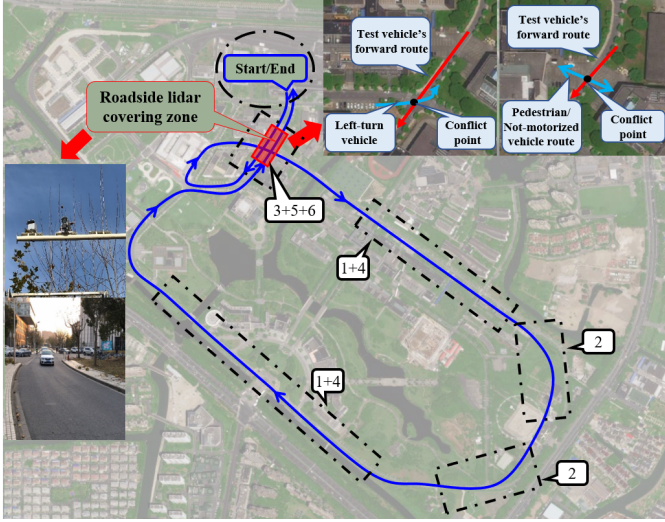 Start/End
Roadside lidar
covering zone
Test vehicle's
forward route
Left-turn
vehicle
Conflict
point
Test vehicle's
forward route
Pedestrian/
Not-motorized
vehicle route
Conflict
point
3+5+6
1+4
2
1+4
2